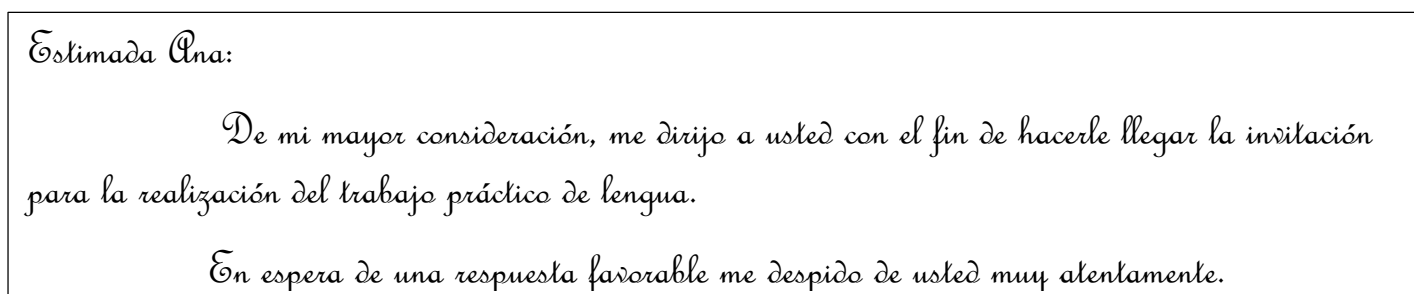 Estimada Ana:
De mi mayor consideración, me dirijo a usted con el fin de hacerle llegar la invitación
para la realización del trabajo práctico de lengua.
En espera de una respuesta favorable me despido de usted muy atentamente.